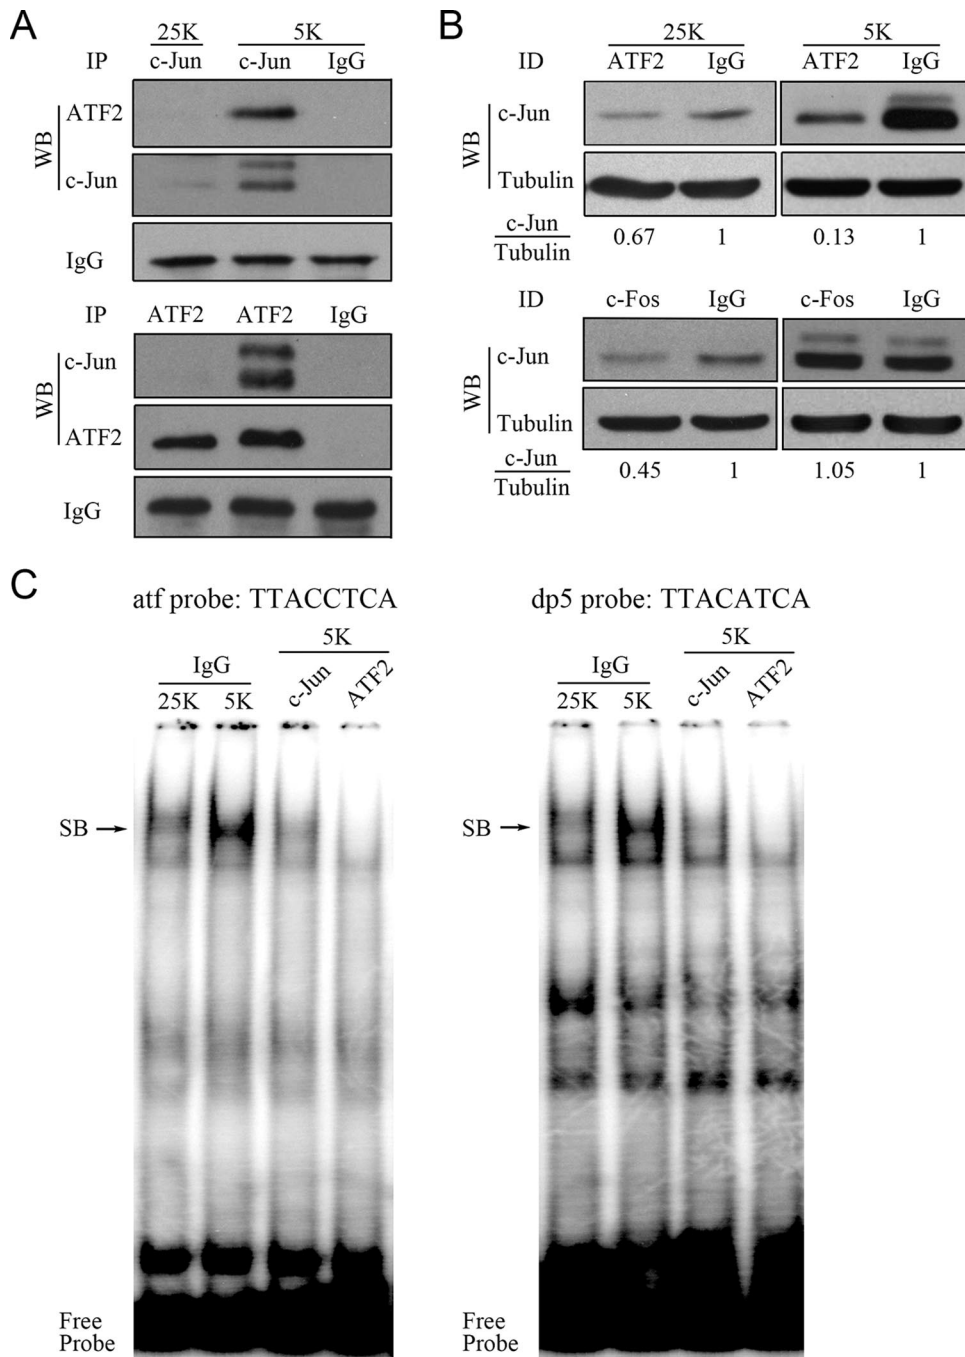 A
25K 5K
IP c-Jun c-Jun IgG
WB
ATF2
c-Jun
IgG
IP ATF2 ATF2 IgG
WB
c-Jun
ATF2
IgG
B
25K 5K
ID ATF2 IgG ATF2 IgG
WB
c-Jun
Tubulin
c-Jun
Tubulin
0.67 1 0.13 1
ID c-Fos IgG c-Fos IgG
WB
c-Jun
Tubulin
c-Jun
Tubulin
0.45 1 1.05 1
C
atf probe: TTACCTCA
5K
IgG
25K 5K c-Jun ATF2
SB
Free
Probe
dp5 probe: TTACATCA
5K
IgG
25K 5K c-Jun ATF2
SB
Free
Probe